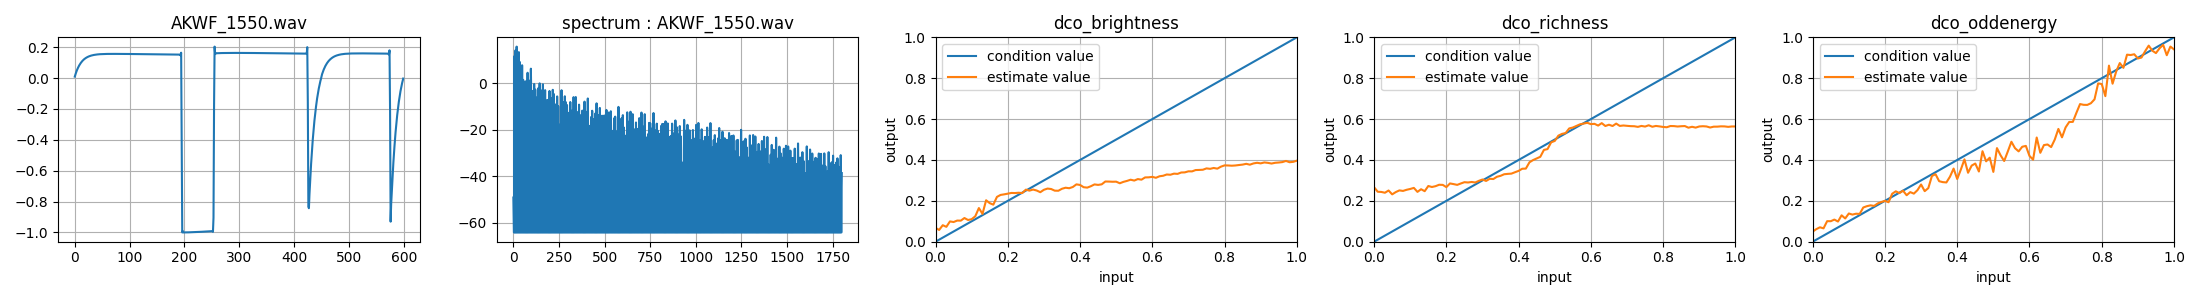 AKWF_1550.wav
0.2
0.0
−0.2
−0.4
−0.6
−0.8
−1.0
0 100 200 300 400 500 600
spectrum : AKWF_1550.wav
0
−20
−40
−60
0 250 500 750 1000 1250 1500 1750
dco_brightness
condition value
estimate value
output
1.0
0.8
0.6
0.4
0.2
0.0
0.0 0.2 0.4 0.6 0.8 1.0
input
dco_richness
condition value
estimate value
output
1.0
0.8
0.6
0.4
0.2
0.0
0.0 0.2 0.4 0.6 0.8 1.0
input
dco_oddenergy
condition value
estimate value
output
1.0
0.8
0.6
0.4
0.2
0.0
0.0 0.2 0.4 0.6 0.8 1.0
input